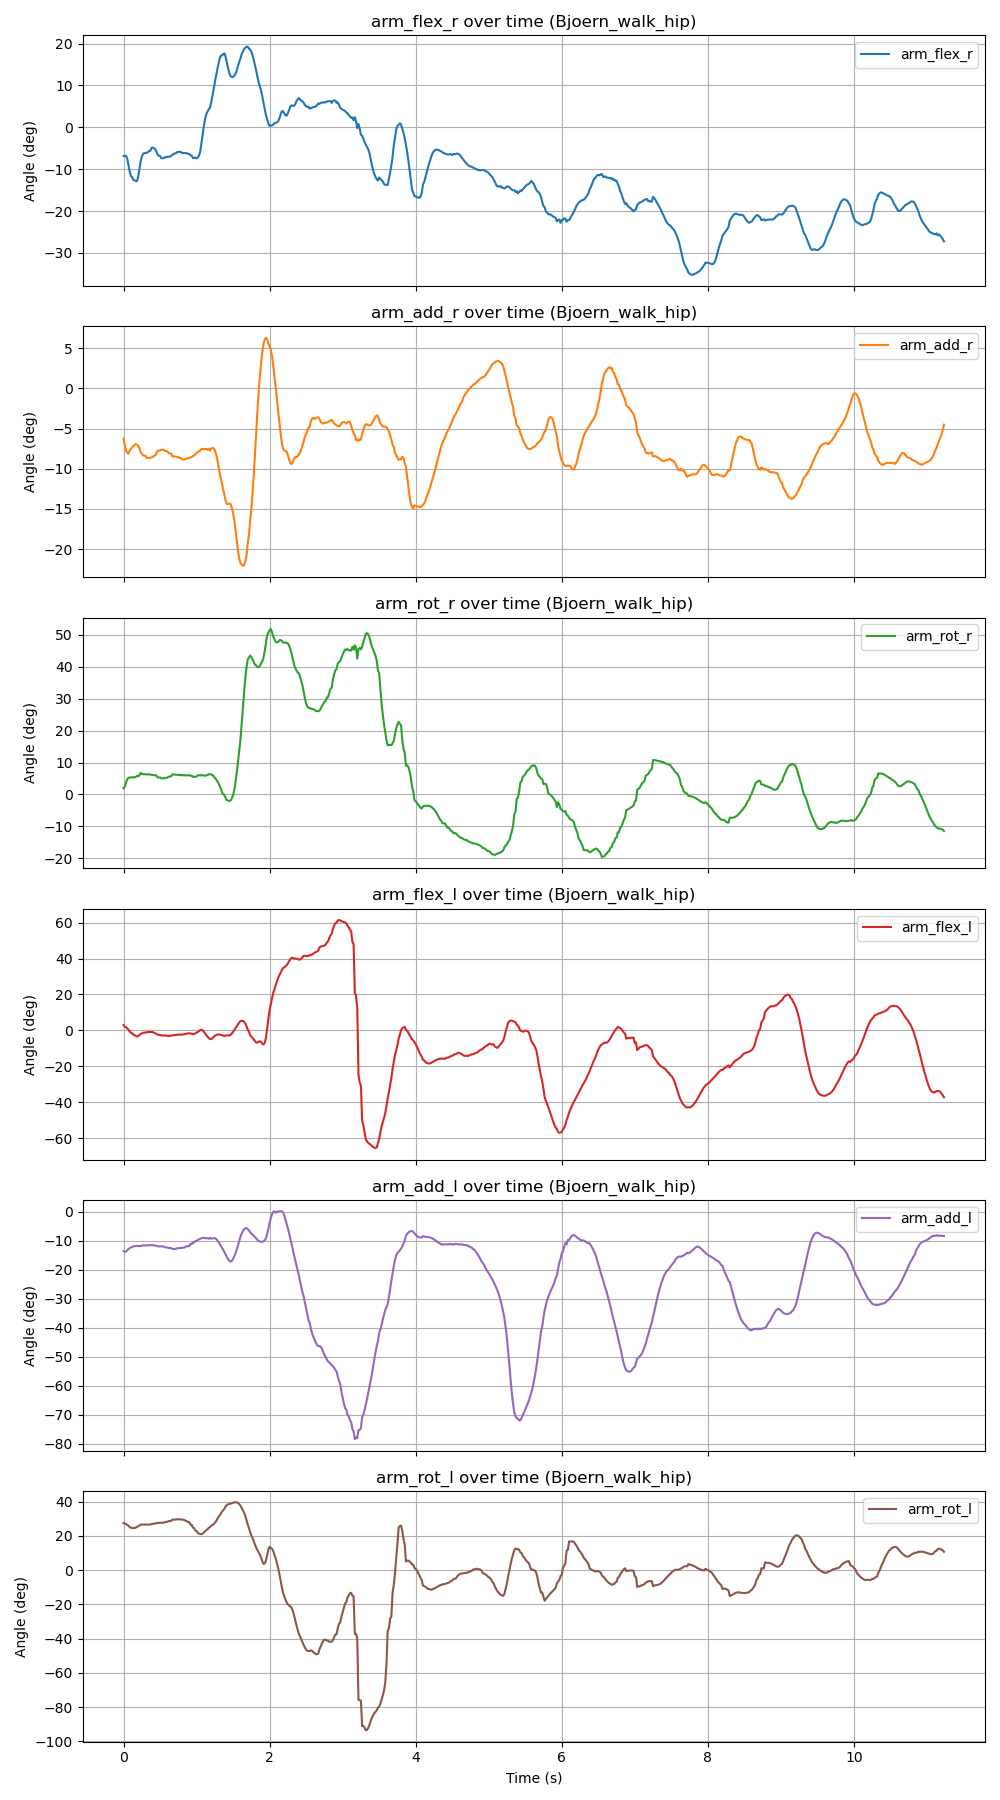 arm_flex_r over time (Bjoern_walk_hip)
20
10
0
−10
−20
−30
Angle (deg)
arm_flex_r
arm_add_r over time (Bjoern_walk_hip)
5
0
−5
−10
−15
−20
Angle (deg)
arm_add_r
arm_rot_r over time (Bjoern_walk_hip)
50
40
30
20
10
0
−10
−20
Angle (deg)
arm_rot_r
arm_flex_l over time (Bjoern_walk_hip)
60
40
20
0
−20
−40
−60
Angle (deg)
arm_flex_l
arm_add_l over time (Bjoern_walk_hip)
0
−10
−20
−30
−40
−50
−60
−70
−80
Angle (deg)
arm_add_l
arm_rot_l over time (Bjoern_walk_hip)
40
20
0
−20
−40
−60
−80
−100
Angle (deg)
arm_rot_l
0 2 4 6 8 10
Time (s)